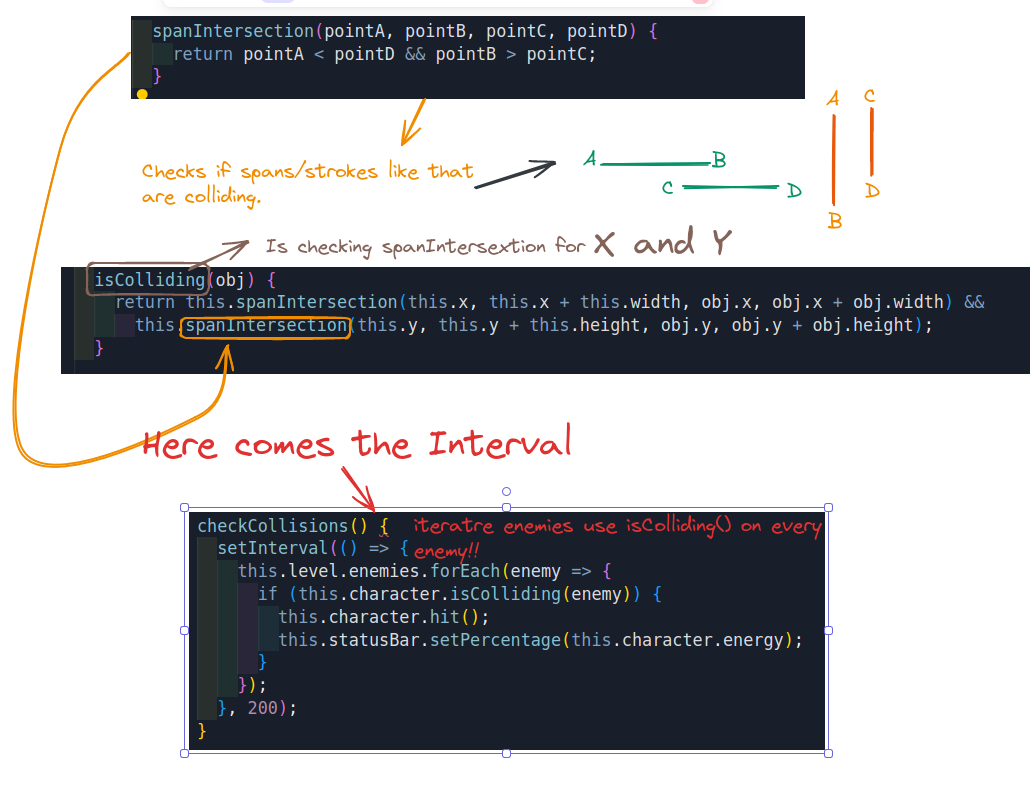 spanIntersection(pointA, pointB, pointC, pointD) {
return pointA < pointD && pointB > pointC;
}
Checks if spans/strokes like that
are colliding.
A B
C D
A C
D
B
Is checking spanIntersextion for X and Y
isColliding(obj) {
return this.spanIntersection(this.x, this.x + this.width, obj.x, obj.x + obj.width) &&
this.spanIntersection(this.y, this.y + this.height, obj.y, obj.y + obj.height);
}
Here comes the Interval
checkCollisions() {
iteratre enemies use isColliding() on every
enemy!!
setInterval(() => {
this.level.enemies.forEach(enemy => {
if (this.character.isColliding(enemy)) {
this.character.hit();
this.statusBar.setPercentage(this.character.energy);
}
});
}, 200);
}